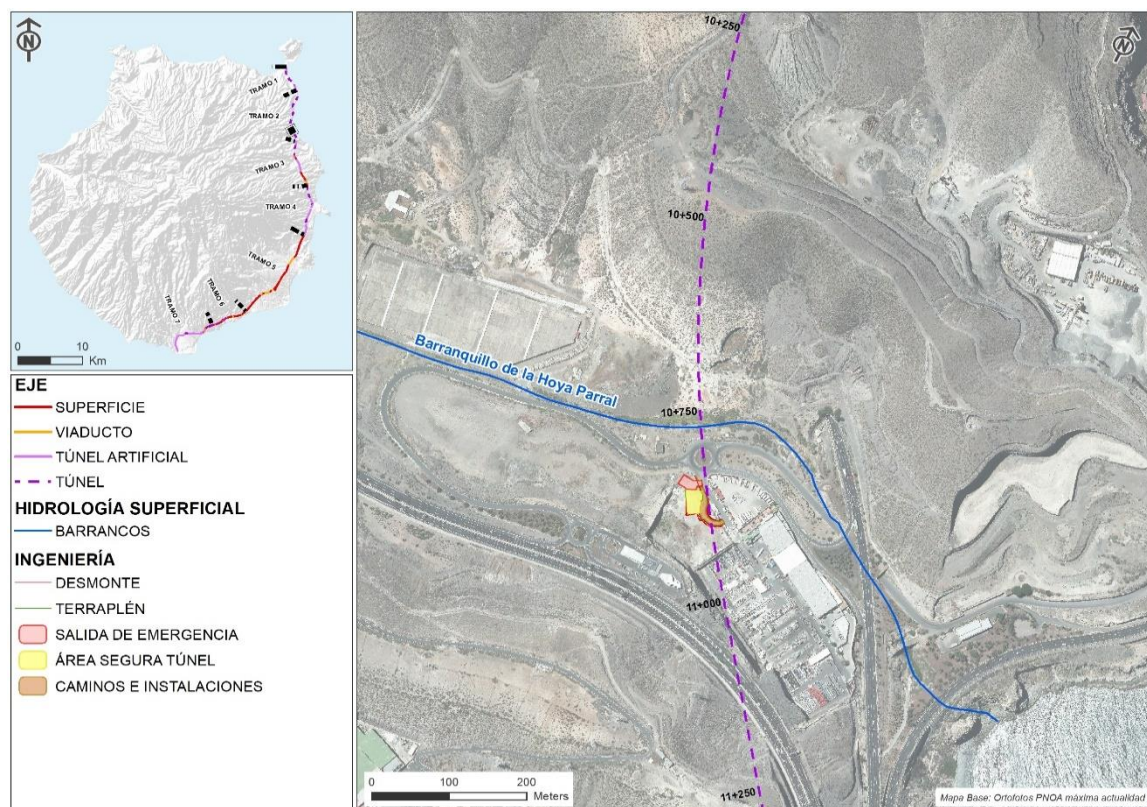 N
TRAMO 1
TRAMO 2
TRAMO 3
TRAMO 4
TRAMO 5
TRAMO 6
TRAMO 7
0 10
Km
EJE
SUPERFICIE
VIADUCTO
TÚNEL ARTIFICIAL
TÚNEL
HIDROLOGÍA SUPERFICIAL
BARRANCOS
INGENIERÍA
DESMONTE
TERRAPLÉN
SALIDA DE EMERGENCIA
ÁREA SEGURA TÚNEL
CAMINOS E INSTALACIONES
10+250
N
10+500
Barranquillo de la Hoya Parral
10+750
11+000
11+250
0 100 200
Meters
Mapa Base: Ortofotos PNOA máxima actualidad